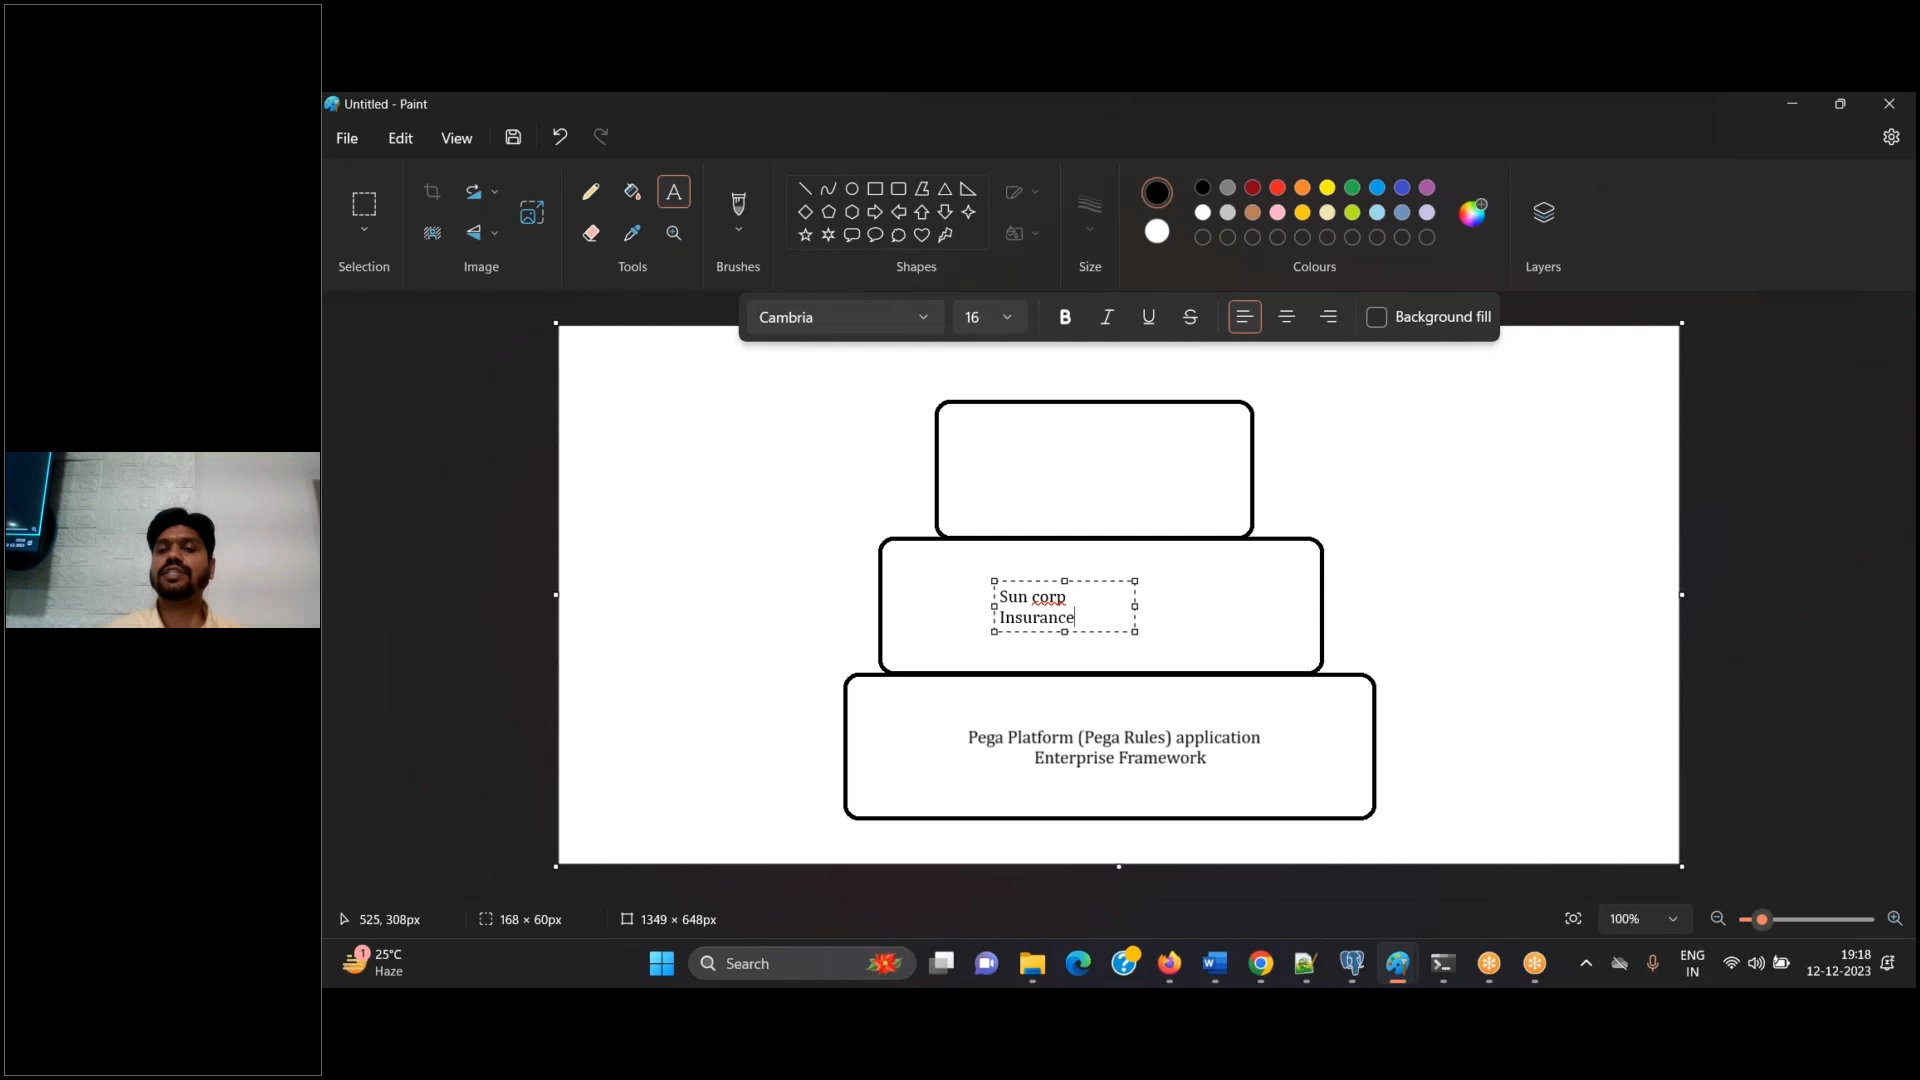 Untitled - Paint
File Edit View
Selection Image Tools Brushes Shapes Size Colours Layers
Cambria 16 B I U S Background fill
Sun corp
Insurance
Pega Platform (Pega Rules) application
Enterprise Framework
525, 308px 168 × 60px 1349 × 648px 100%
25°C
Haze
Search
ENG
IN
19:18
12-12-2023